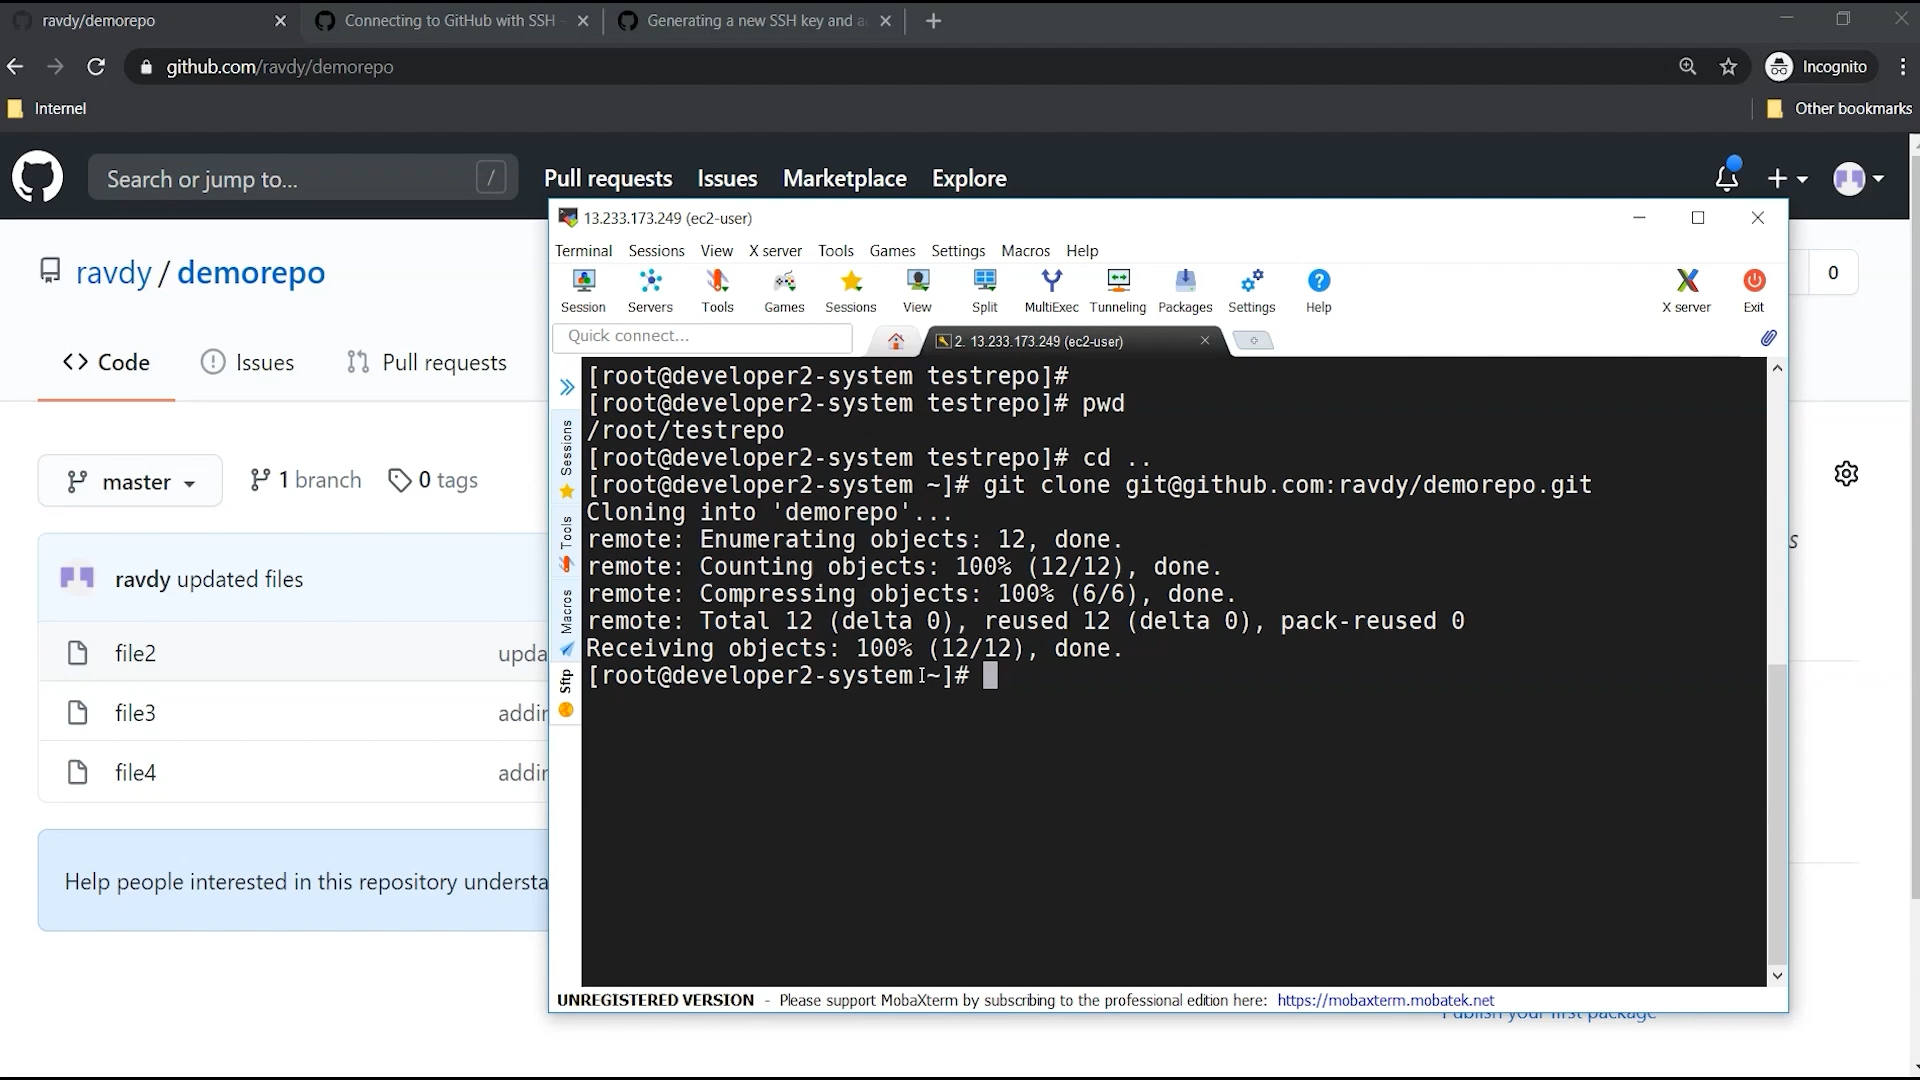 ravdy/demorepo
Connecting to GitHub with SSH -
Generating a new SSH key and a
github.com/ravdy/demorepo
Incognito
Internet
Other bookmarks
Search or jump to...
/
Pull requests
Issues
Marketplace
Explore
13.233.173.249 (ec2-user)
Terminal Sessions View X server Tools Games Settings Macros Help
ravdy / demorepo
0
Session Servers Tools Games Sessions View Split MultiExec Tunneling Packages Settings Help
X server Exit
Quick connect...
2. 13.233.173.249 (ec2-user)
Code
Issues
Pull requests
[root@developer2-system testrepo]#
[root@developer2-system testrepo]# pwd
/root/testrepo
[root@developer2-system testrepo]# cd ..
[root@developer2-system ~]# git clone git@github.com:ravdy/demorepo.git
Cloning into 'demorepo'...
remote: Enumerating objects: 12, done.
remote: Counting objects: 100% (12/12), done.
remote: Compressing objects: 100% (6/6), done.
remote: Total 12 (delta 0), reused 12 (delta 0), pack-reused 0
Receiving objects: 100% (12/12), done.
[root@developer2-system ~]#
Sessions
Tools
Macros
Sftp
master
1 branch
0 tags
ravdy updated files
file2 upda
file3 addin
file4 addin
Help people interested in this repository understa
UNREGISTERED VERSION - Please support MobaXterm by subscribing to the professional edition here: https://mobaxterm.mobatek.net
Publish your first package